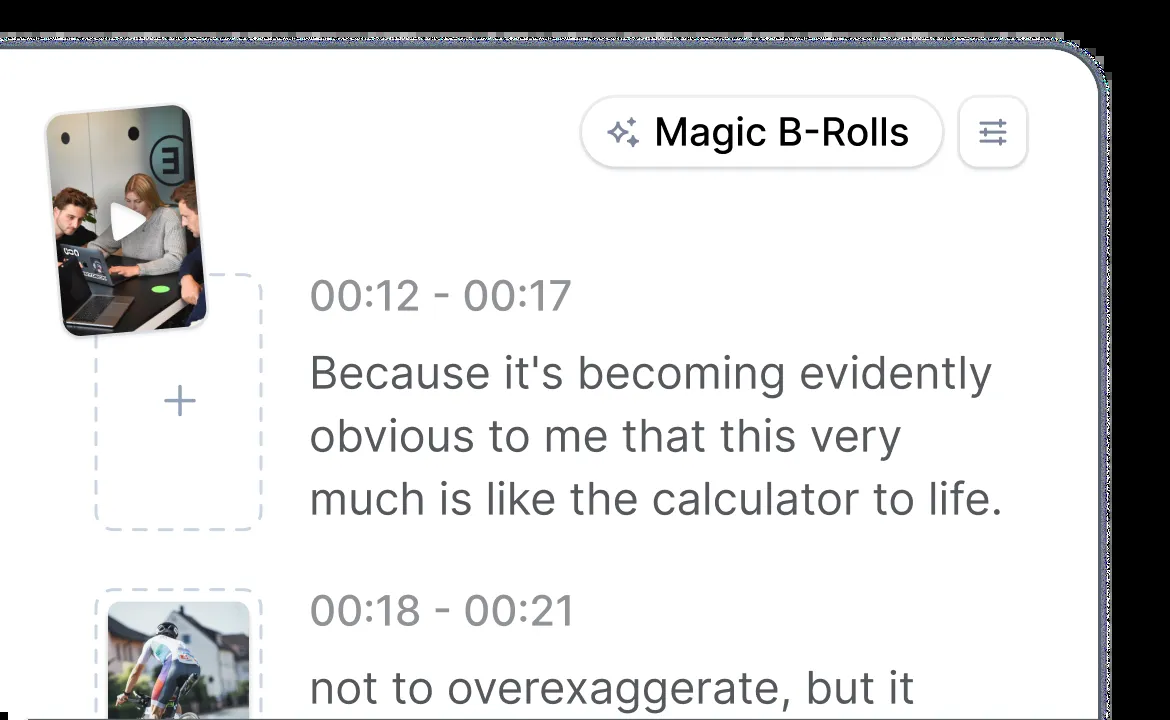 Magic B-Rolls
00:12 - 00:17
Because it's becoming evidently
obvious to me that this very
much is like the calculator to life.
00:18 - 00:21
not to overexaggerate, but it